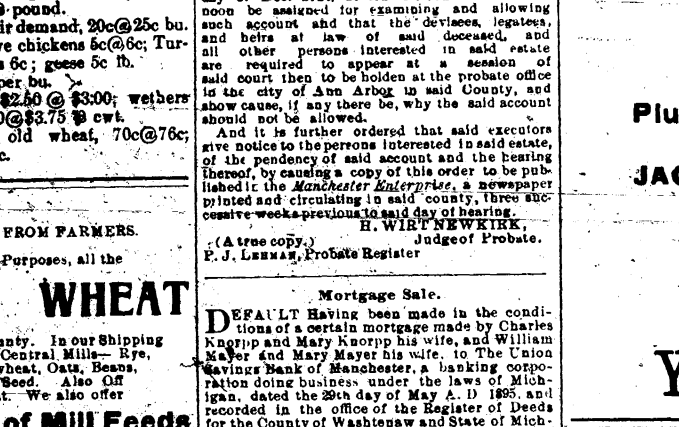 pound.
ir demand, 20c@25c bu.
ve chickens 5c@6c; Tur-
s 6c; geese 5c lb.
per bu.
$2.50 @ $3:00; wethers
0@$3.75 cwt.
old wheat, 70c@76c;
c.
FROM FARMERS.
Purposes, all the
WHEAT
anty. In our Shipping
Central Mills— Rye,
wheat, Oats, Beans,
Seed. Also Off
t. We also offer
of Mill Feeds
noon be assigned for examining and allowing
such account and that the devisees, legatees,
and heirs at law of said deceased, and
all other persons interested in said estate
are required to appear at a session of
said court then to be holden at the probate office
in the city of Ann Arbor in said County, and
show cause, if any there be, why the said account
should not be allowed.
And it is further ordered that said executors
give notice to the persons interested in said estate,
of the pendency of said account and the hearing
thereof, by causing a copy of this order to be pub-
lished in the Manchester Enterprise, a newspaper
printed and circulating in said county, three suc-
cessive weeks previous to said day of hearing.
H. WIRT NEWKIRK,
(A true copy.) Judge of Probate.
P. J. LEHMAN, Probate Register
Mortgage Sale.
DEFAULT Having been made in the condi-
tions of a certain mortgage made by Charles
Knorpp and Mary Knorpp his wife, and William
Mayer and Mary Mayer his wife, to The Union
Savings Bank of Manchester, a banking corpo-
ration doing business under the laws of Mich-
igan, dated the 29th day of May A. D 1895, and
recorded in the office of the Register of Deeds
for the County of Washtenaw and State of Mich-
Plu
JAC
Y